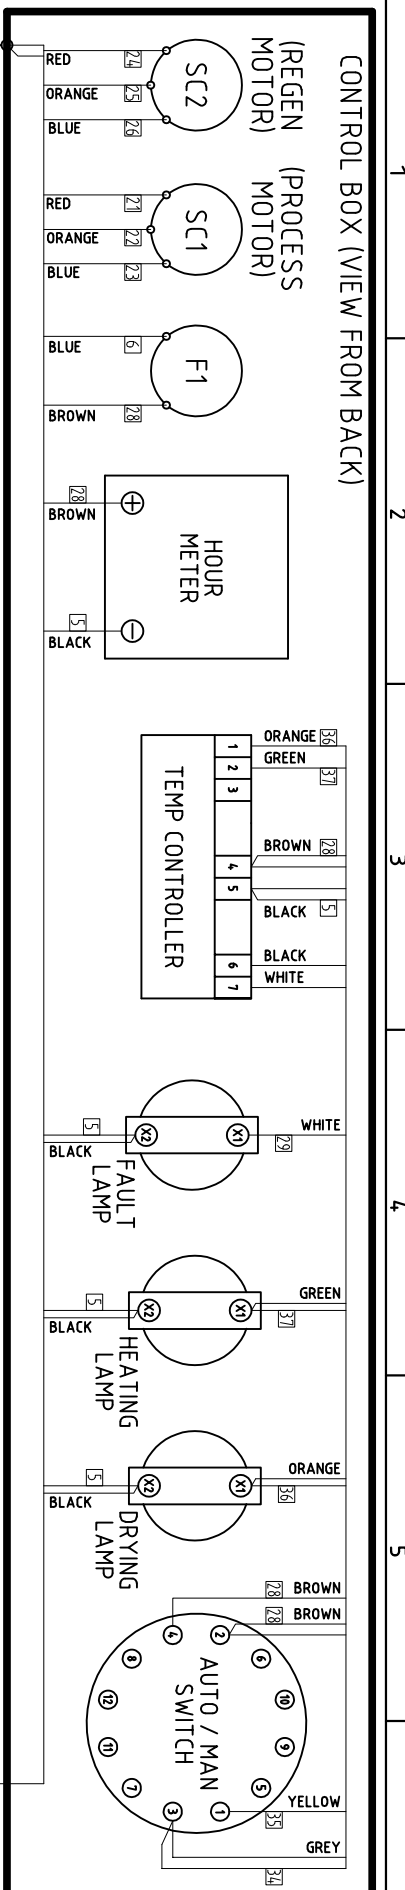 CONTROL BOX (VIEW FROM BACK)
1
2
3
4
5
(REGEN
MOTOR)
SC2
24
RED
25
ORANGE
26
BLUE
(PROCESS
MOTOR)
SC1
21
RED
22
ORANGE
23
BLUE
F1
6
BLUE
28
BROWN
HOUR
METER
+
28
BROWN
−
5
BLACK
TEMP CONTROLLER
1
ORANGE 36
2
GREEN
37
3
4
BROWN 28
5
BLACK 5
6
BLACK
7
WHITE
FAULT
LAMP
X1
WHITE
29
X2
5
BLACK
HEATING
LAMP
X1
GREEN
37
X2
5
BLACK
DRYING
LAMP
X1
ORANGE
36
X2
5
BLACK
AUTO / MAN
SWITCH
28 BROWN
28 BROWN
4
2
8
6
12
10
11
9
7
5
3
1
YELLOW
35
GREY
34